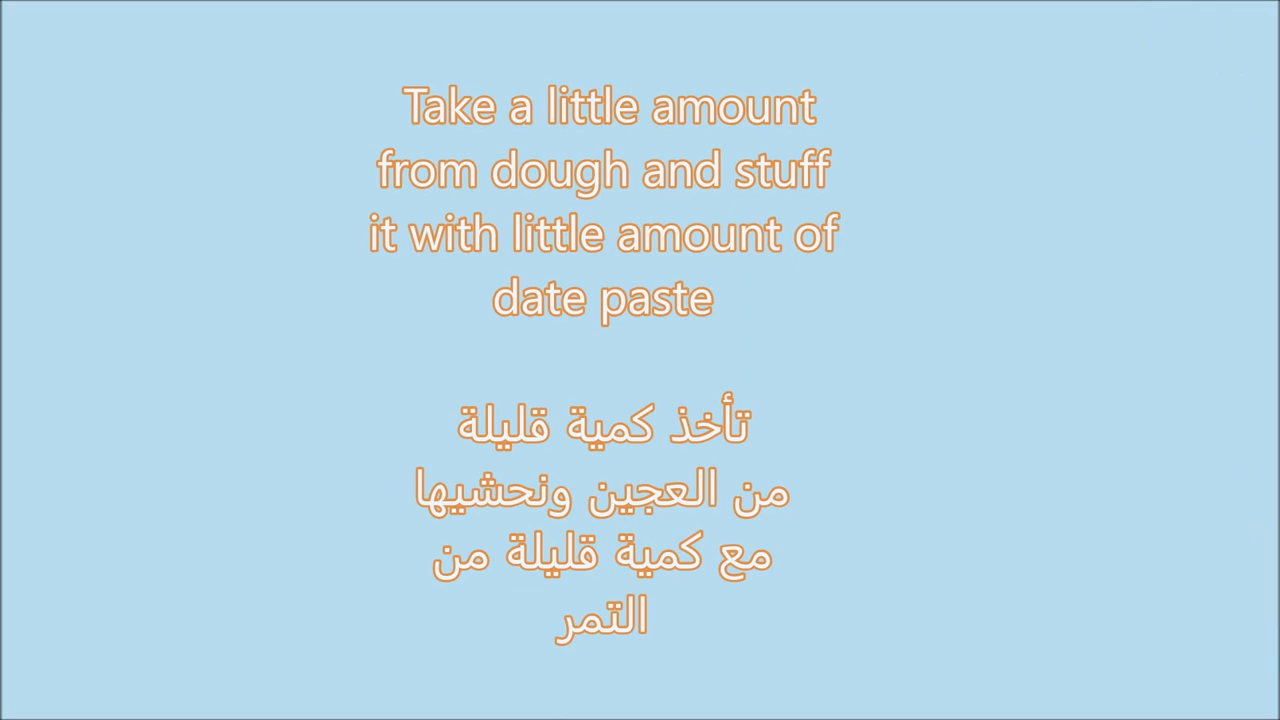 Take a little amount
from dough and stuff
it with little amount of
date paste
تأخذ كمية قليلة
من العجين ونحشيها
مع كمية قليلة من
التمر